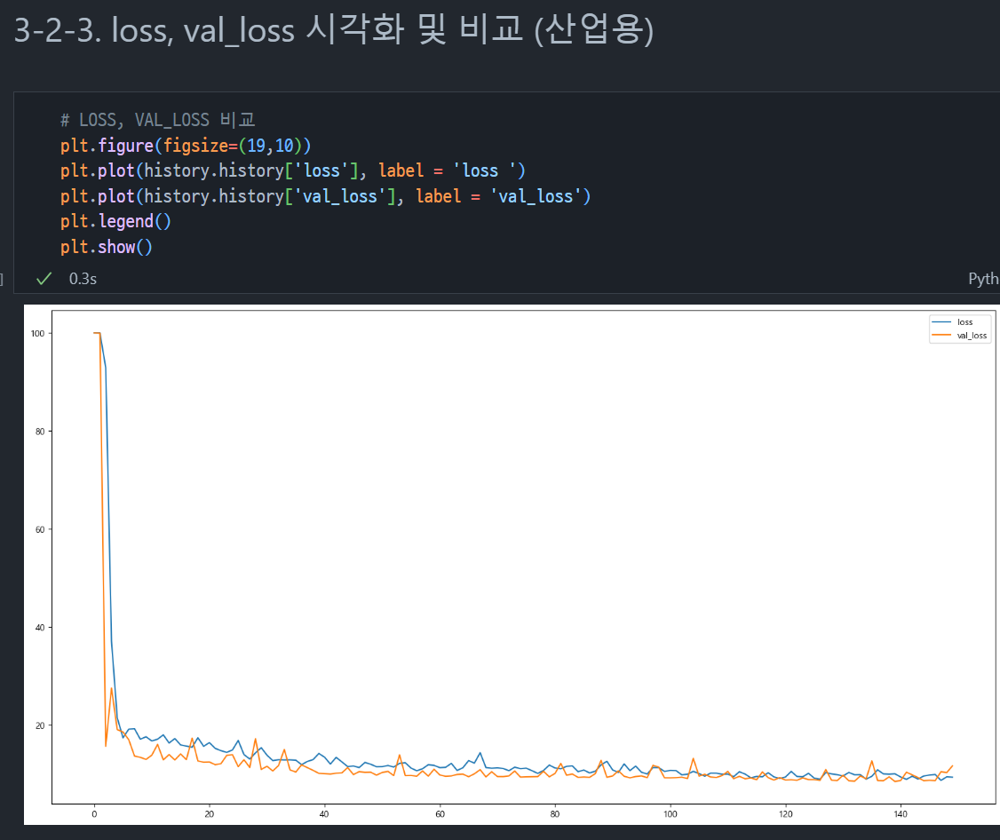 3-2-3. loss, val_loss 시각화 및 비교 (산업용)
# LOSS, VAL_LOSS 비교
plt.figure(figsize=(19,10))
plt.plot(history.history['loss'], label = 'loss ')
plt.plot(history.history['val_loss'], label = 'val_loss')
plt.legend()
plt.show()
]
✓ 0.3s
Pyth
loss
val_loss
100
80
60
40
20
0 20 40 60 80 100 120 140